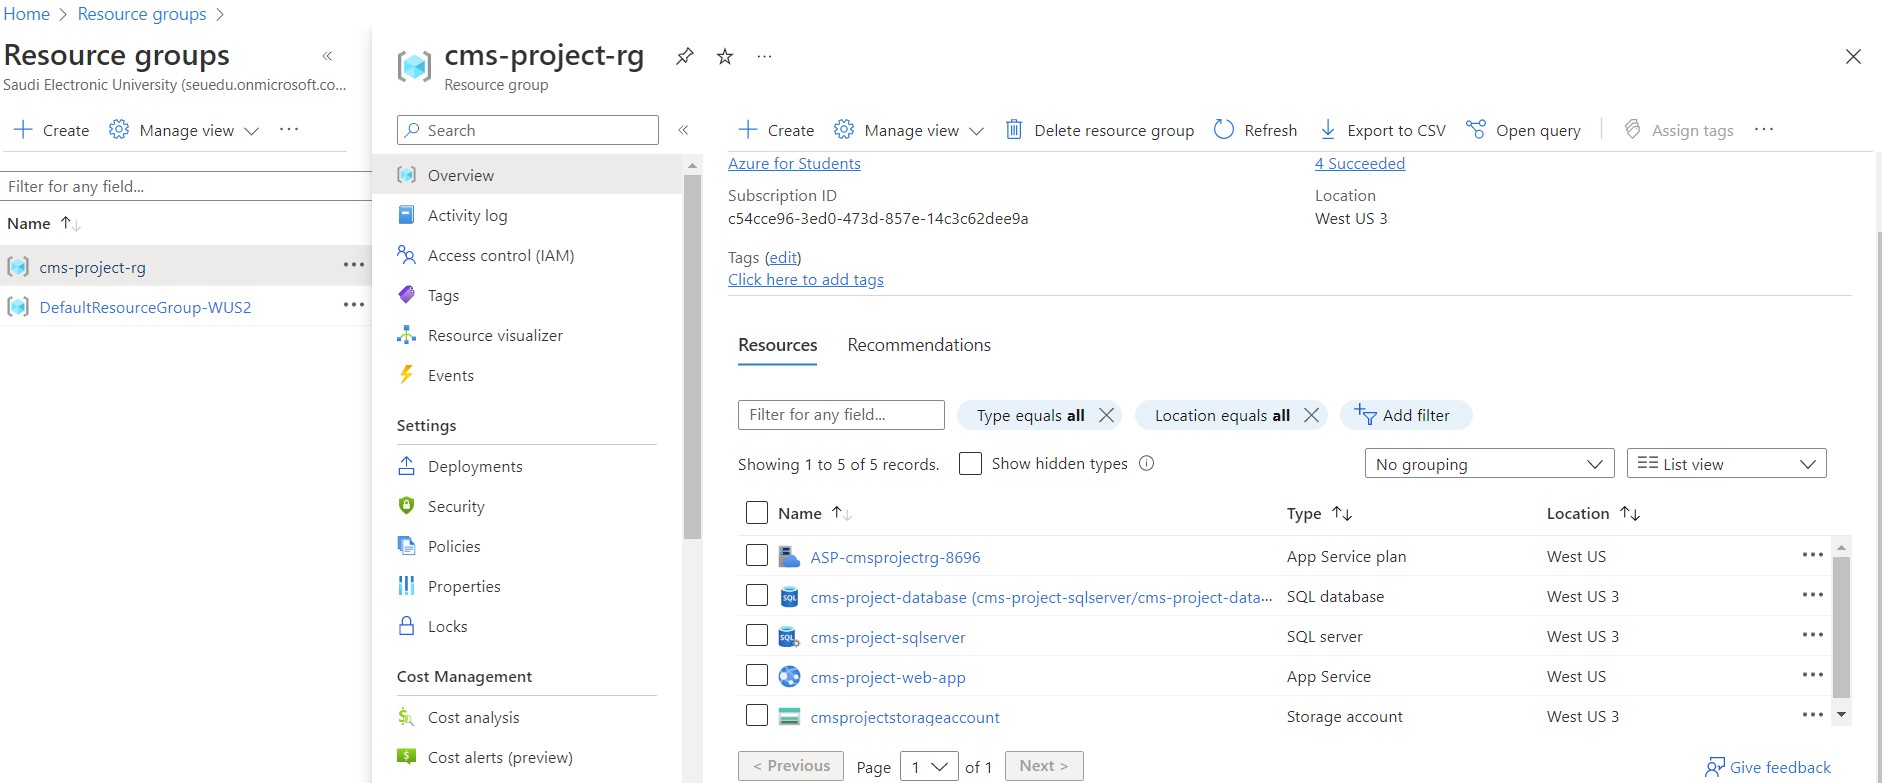 Home > Resource groups >
Resource groups «
Saudi Electronic University (seuedu.onmicrosoft.co...
+ Create Manage view ...
Filter for any field...
Name ↑↓
cms-project-rg ...
DefaultResourceGroup-WUS2 ...
cms-project-rg ...
Resource group
Search «
Overview
Activity log
Access control (IAM)
Tags
Resource visualizer
Events
Settings
Deployments
Security
Policies
Properties
Locks
Cost Management
Cost analysis
Cost alerts (preview)
+ Create Manage view Delete resource group Refresh Export to CSV Open query Assign tags ...
Azure for Students 4 Succeeded
Subscription ID Location
c54cce96-3ed0-473d-857e-14c3c62dee9a West US 3
Tags (edit)
Click here to add tags
Resources Recommendations
Filter for any field... Type equals all Location equals all Add filter
Showing 1 to 5 of 5 records. Show hidden types No grouping List view
Name ↑↓ Type ↑↓ Location ↑↓
ASP-cmsprojectrg-8696 App Service plan West US ...
SQL cms-project-database (cms-project-sqlserver/cms-project-data... SQL database West US 3 ...
SQL cms-project-sqlserver SQL server West US 3 ...
cms-project-web-app App Service West US ...
cmsprojectstorageaccount Storage account West US 3 ...
< Previous Page 1 of 1 Next > Give feedback